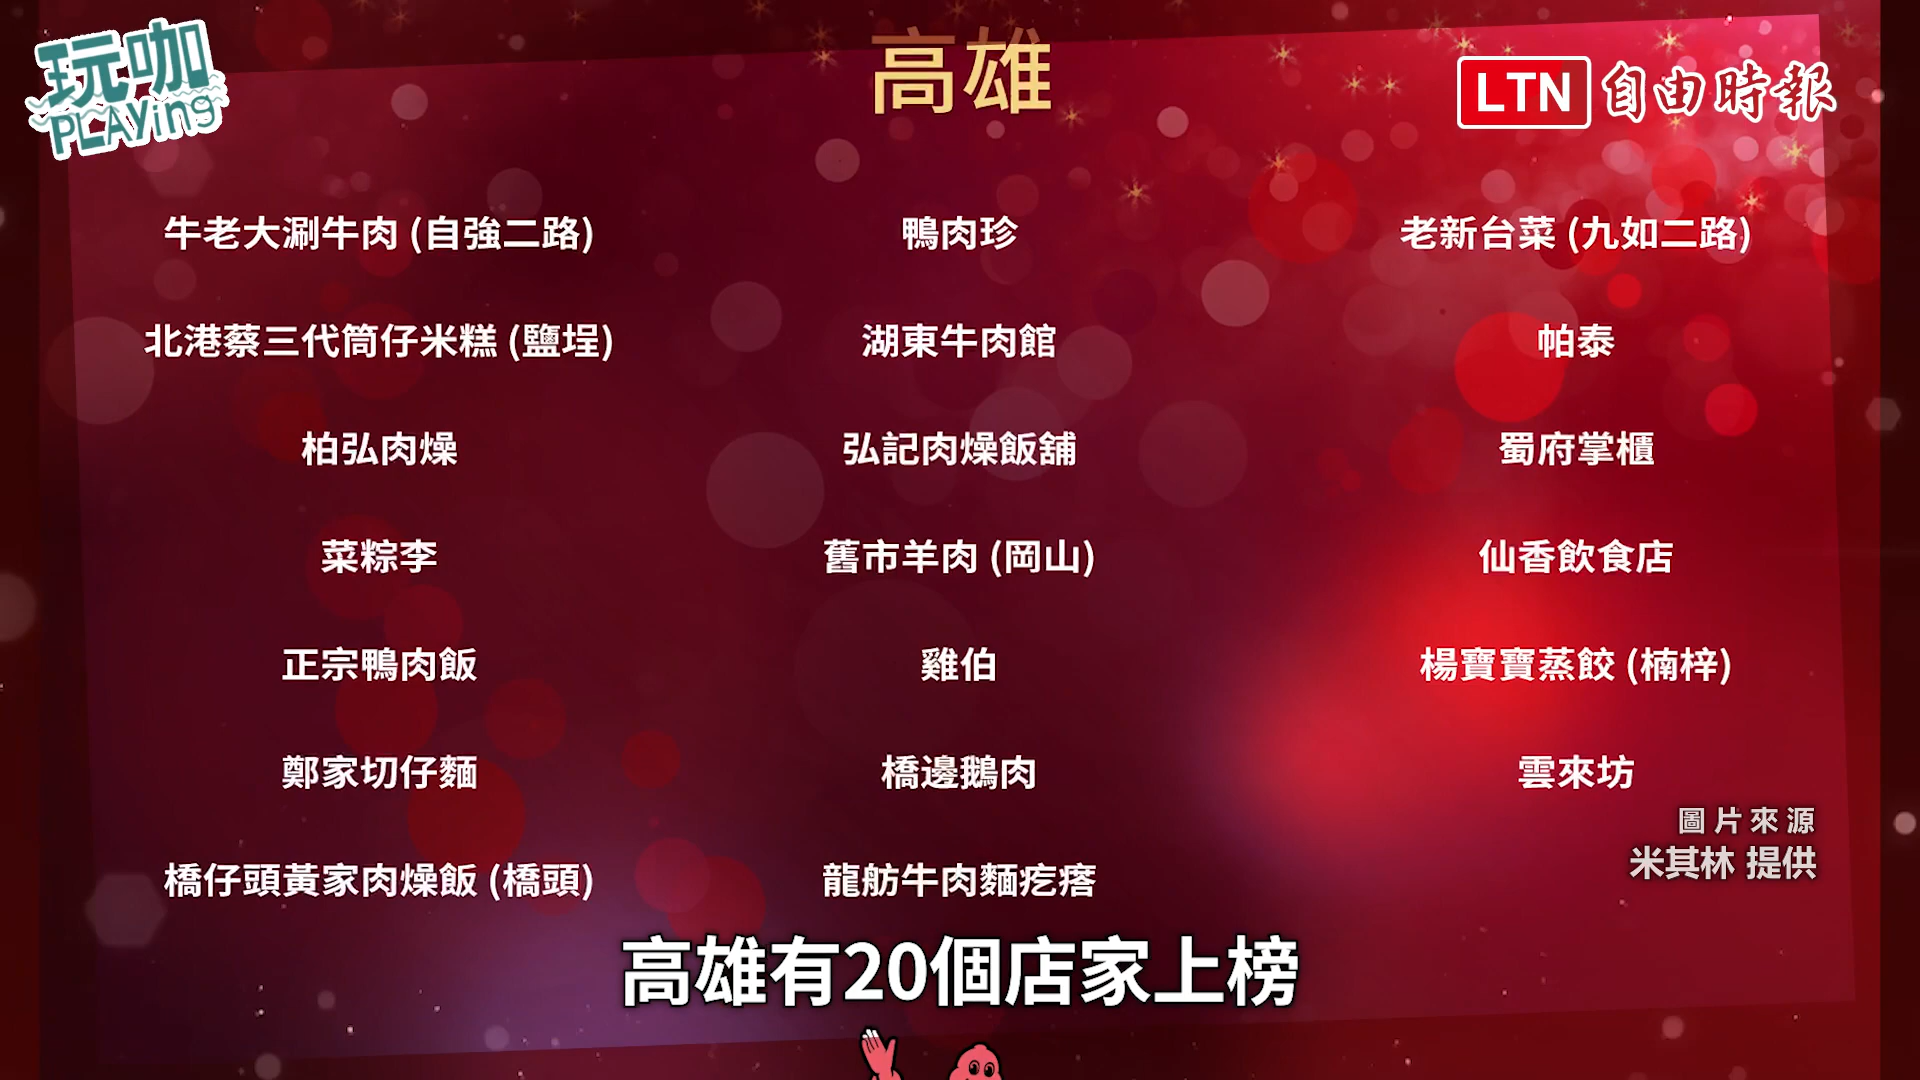 玩咖
PLAYing
高雄
LTN 自由時報
牛老大涮牛肉 (自強二路)
鴨肉珍
老新台菜 (九如二路)
北港蔡三代筒仔米糕 (鹽埕)
湖東牛肉館
帕泰
柏弘肉燥
弘記肉燥飯舖
蜀府掌櫃
菜粽李
舊市羊肉 (岡山)
仙香飲食店
正宗鴨肉飯
雞伯
楊寶寶蒸餃 (楠梓)
鄭家切仔麵
橋邊鵝肉
雲來坊
橋仔頭黃家肉燥飯 (橋頭)
龍舫牛肉麵疙瘩
圖片來源
米其林 提供
高雄有20個店家上榜